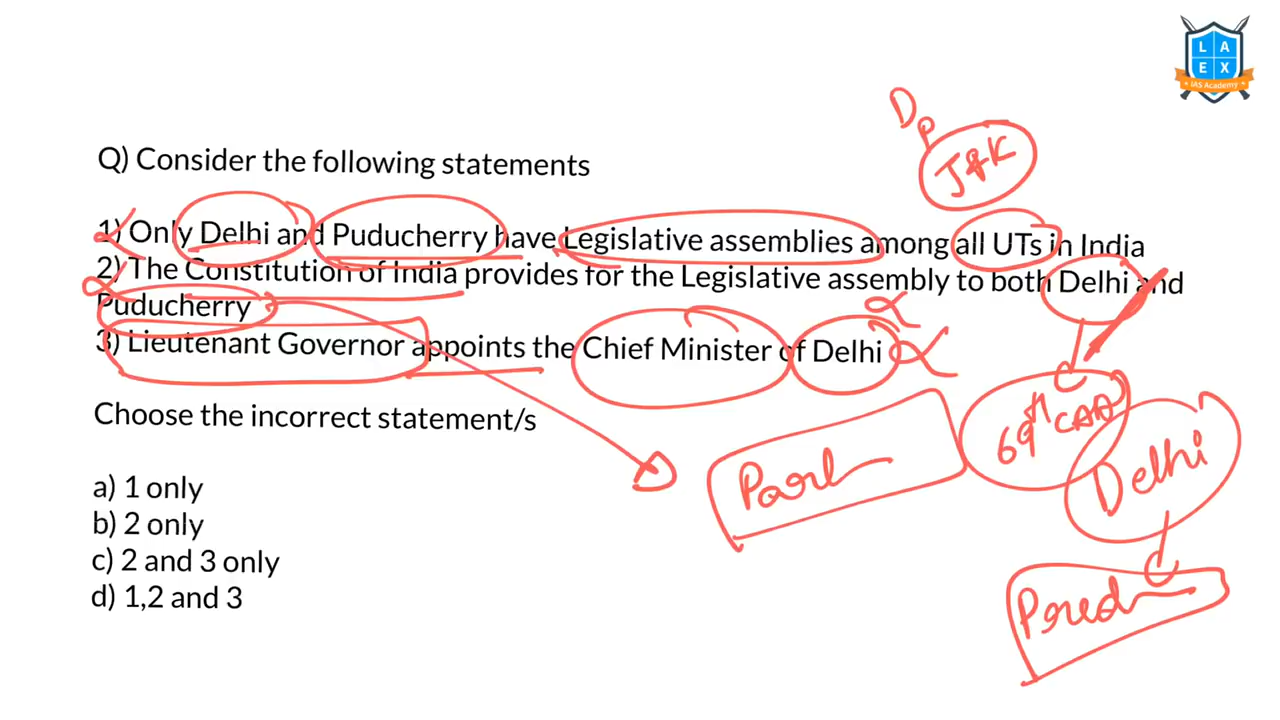 L A
E X
IAS Academy
D
P
J&K
Q) Consider the following statements
1) Only Delhi and Puducherry have Legislative assemblies among all UTs in India
2) The Constitution of India provides for the Legislative assembly to both Delhi and
Puducherry
3) Lieutenant Governor appoints the Chief Minister of Delhi
Choose the incorrect statement/s
69th CAA
Delhi
Parl
a) 1 only
b) 2 only
c) 2 and 3 only
d) 1,2 and 3